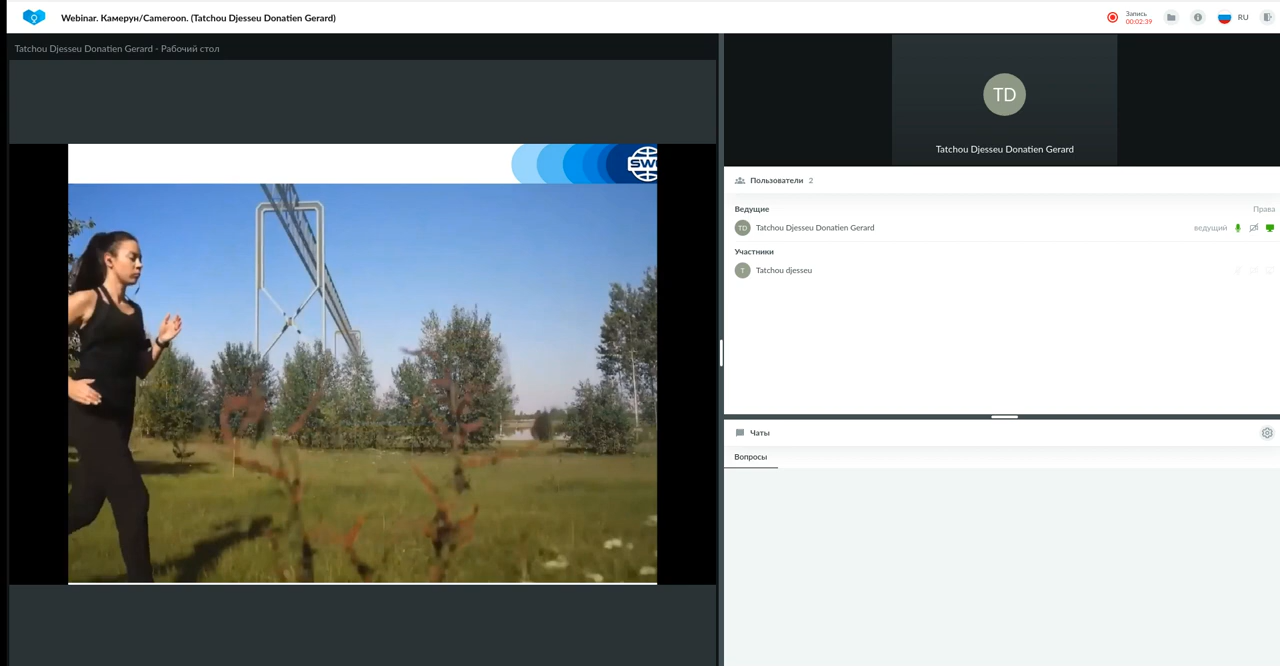 Webinar. Камерун/Cameroon. (Tatchou Djesseu Donatien Gerard)
Запись
00:02:39
RU
Tatchou Djesseu Donatien Gerard - Рабочий стол
TD
Tatchou Djesseu Donatien Gerard
Пользователи 2
Ведущие
Права
TD Tatchou Djesseu Donatien Gerard ведущий
Участники
T Tatchou djesseu
Чаты
Вопросы